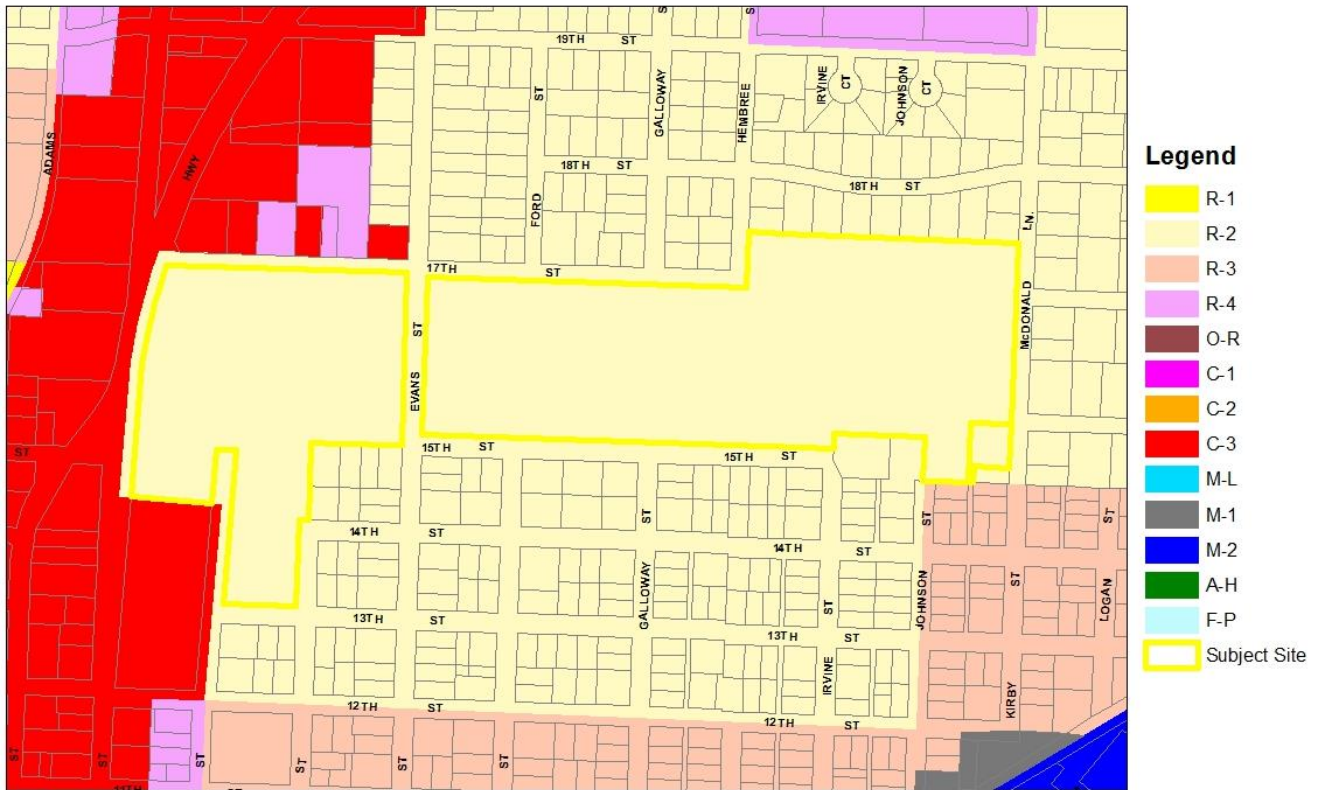 19TH ST
ST
GALLOWAY
HEMBREE
IRVINE CT
JOHNSON CT
ADAMS
HWY
18TH ST
18TH ST
FORD
LN.
17TH ST
McDONALD
ST
EVANS
15TH ST
15TH ST
ST
14TH ST
14TH ST
ST
ST
ST
ST
GALLOWAY
ST
JOHNSON
LOGAN
13TH ST
13TH ST
IRVINE
KIRBY
12TH ST
12TH ST
ST
ST
ST
ST
ST
ST
Legend
R-1
R-2
R-3
R-4
O-R
C-1
C-2
C-3
M-L
M-1
M-2
A-H
F-P
Subject Site